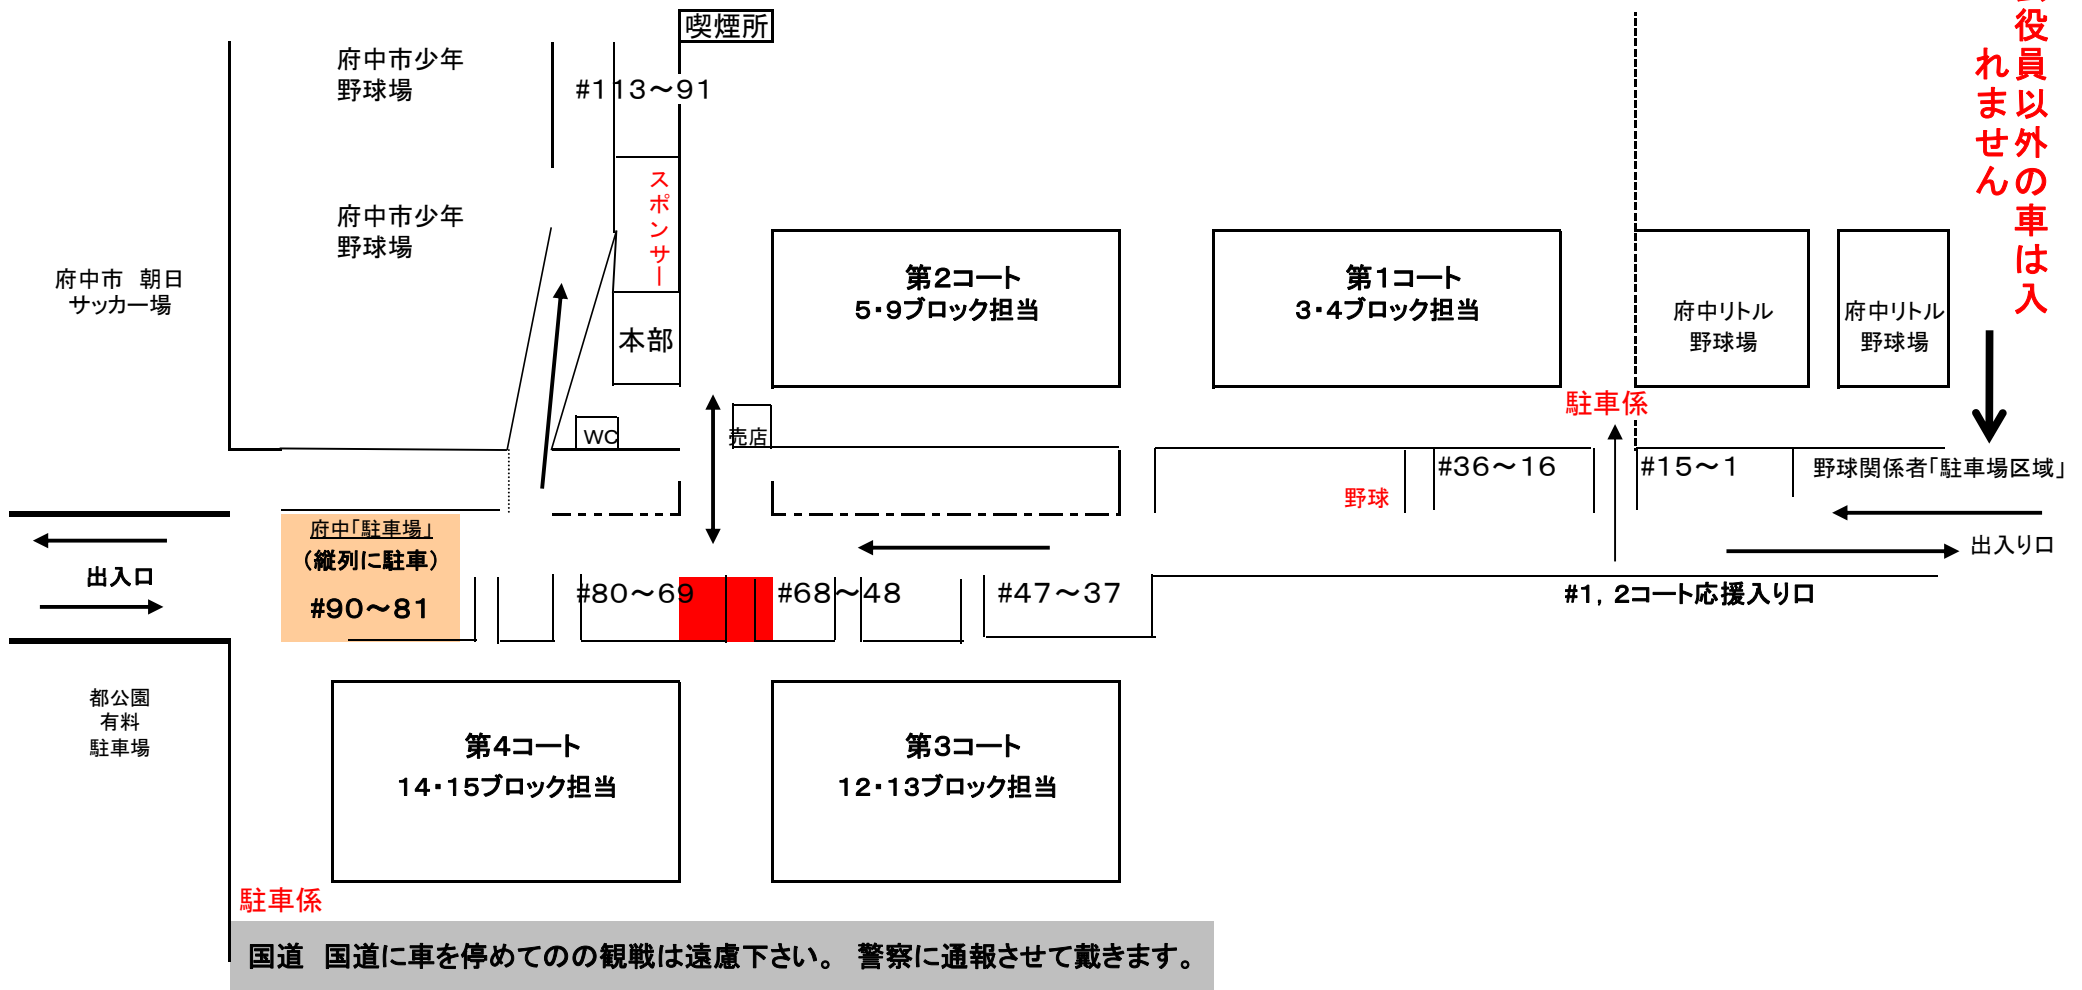 喫煙所
府中市少年
野球場
#113～91
役員以外の車は入
れません
スポンサー
府中市少年
野球場
府中市 朝日
サッカー場
第2コート
5・9ブロック担当
第1コート
3・4ブロック担当
府中リトル
野球場
府中リトル
野球場
本部
駐車係
WC
売店
#36～16
#15～1
野球関係者「駐車場区域」
野球
府中「駐車場」
(縦列に駐車)
#90～81
出入口
出入り口
#80～69
#68～48
#47～37
#1，2コート応援入り口
都公園
有料
駐車場
第4コート
14・15ブロック担当
第3コート
12・13ブロック担当
駐車係
国道 国道に車を停めてのの観戦は遠慮下さい。 警察に通報させて戴きます。